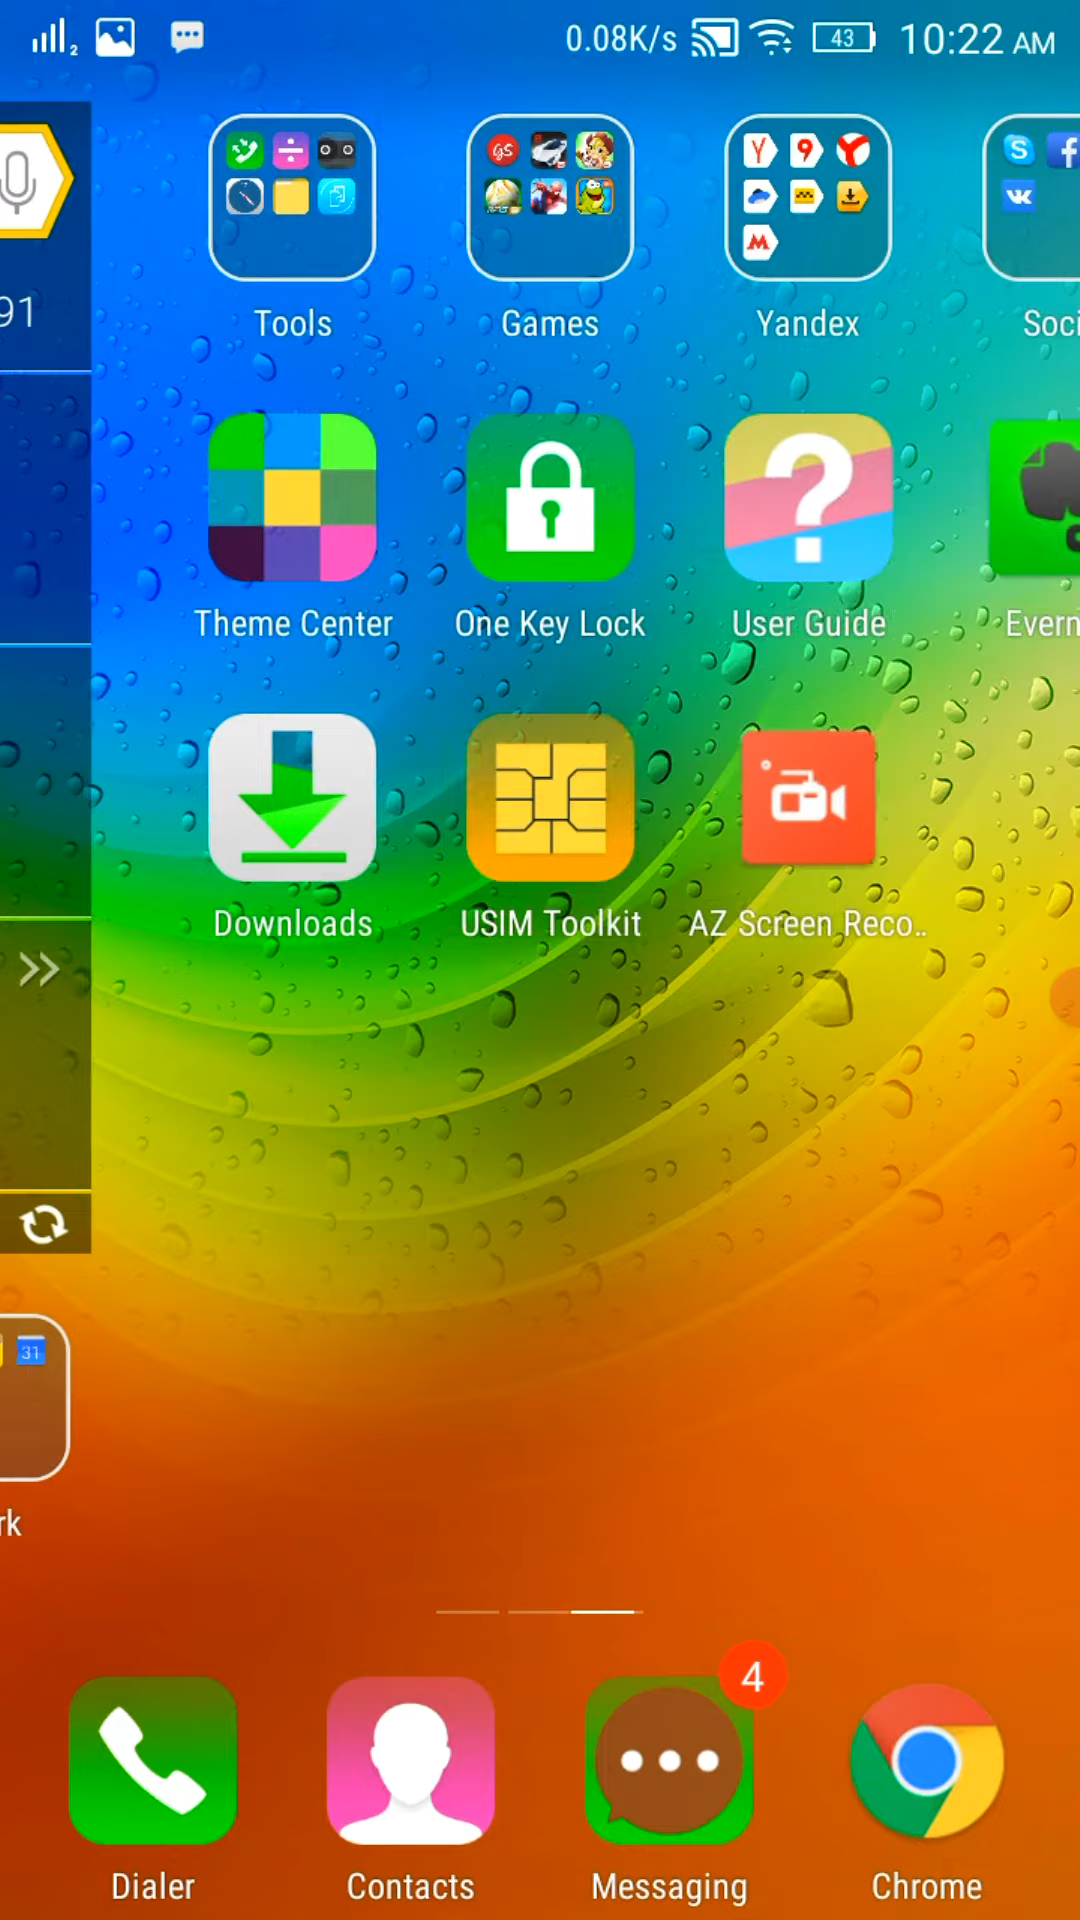 2 0.08K/s 43 10:22 AM
91
Tools Games Yandex Soci
Theme Center One Key Lock User Guide Evern
Downloads USIM Toolkit AZ Screen Reco..
31
rk
4
Dialer Contacts Messaging Chrome